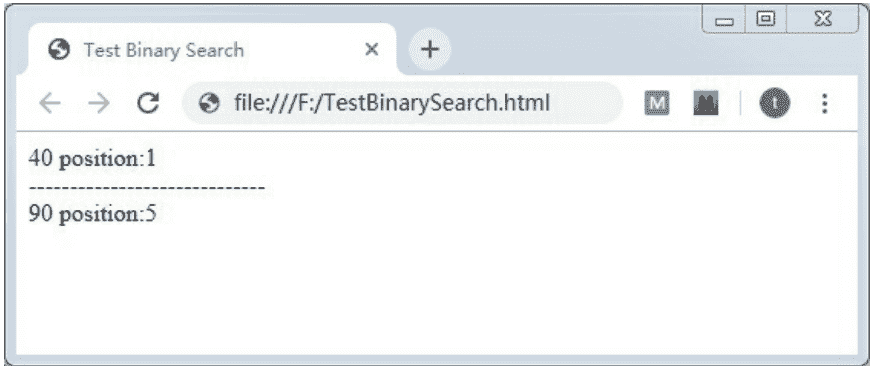 Test Binary Search
file:///F:/TestBinarySearch.html
M
t
40 position:1
-----------------------------
90 position:5